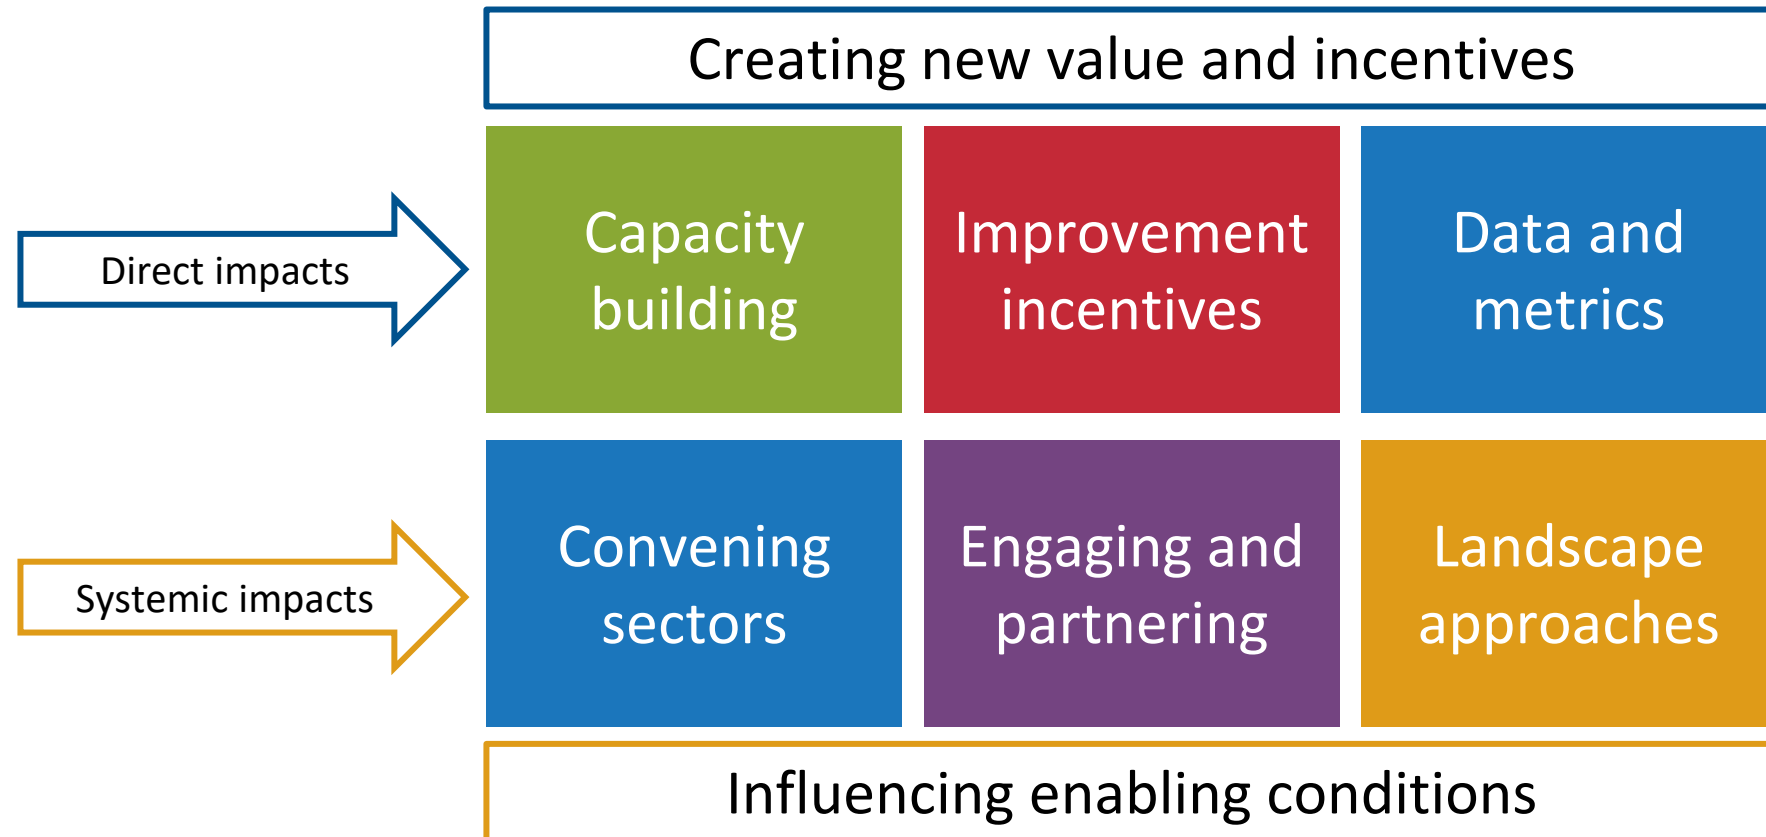 Creating new value and incentives
Direct impacts
Capacity
building
Improvement
incentives
Data and
metrics
Systemic impacts
Convening
sectors
Engaging and
partnering
Landscape
approaches
Influencing enabling conditions